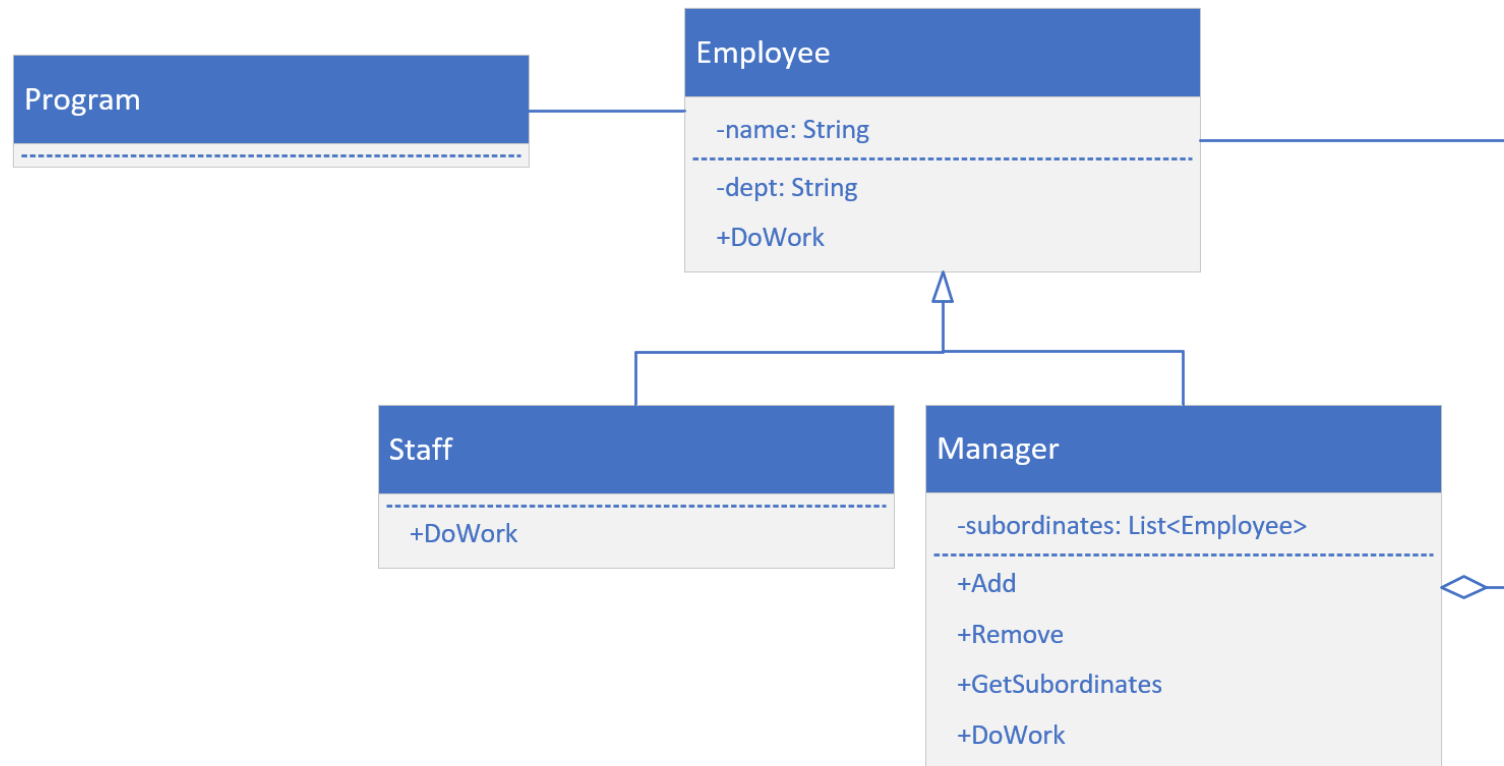 Program
Employee
-name: String
-dept: String
+DoWork
Staff
+DoWork
Manager
-subordinates: List<Employee>
+Add
+Remove
+GetSubordinates
+DoWork